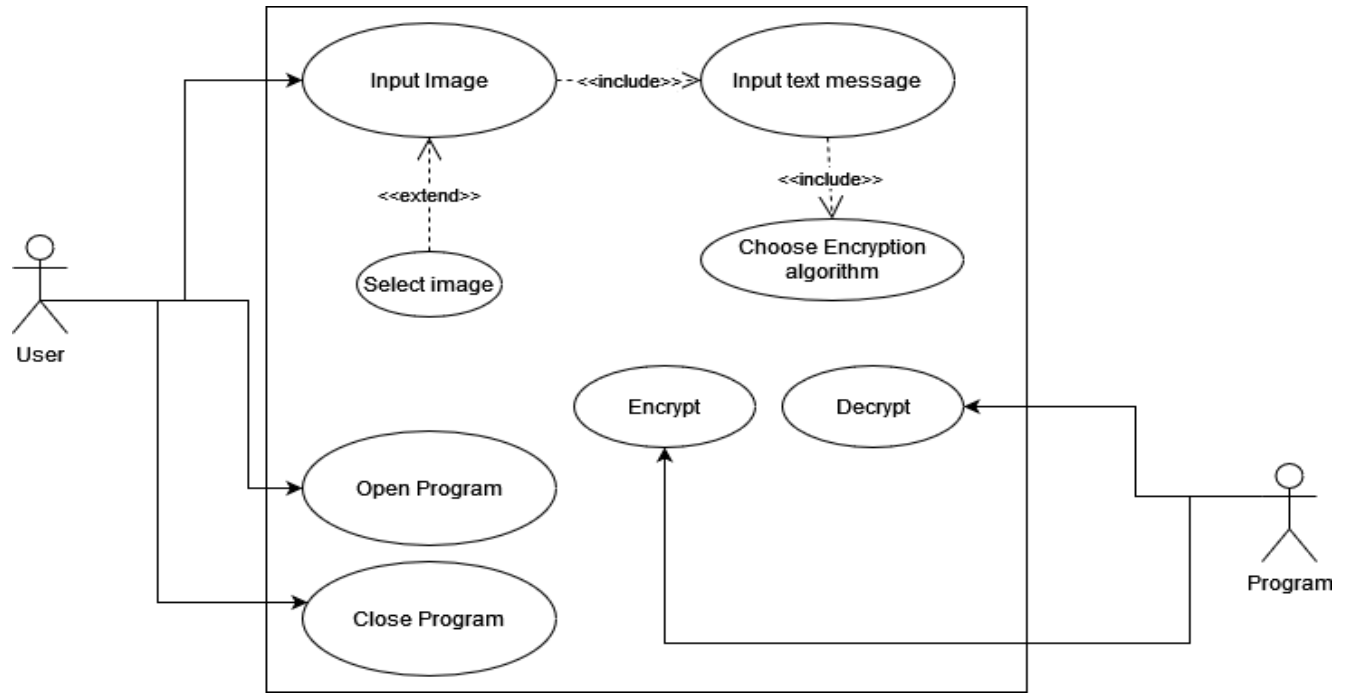 Input Image
<<include>>
Input text message
<<include>>
<<extend>>
Choose Encryption
algorithm
Select image
User
Encrypt
Decrypt
Open Program
Program
Close Program